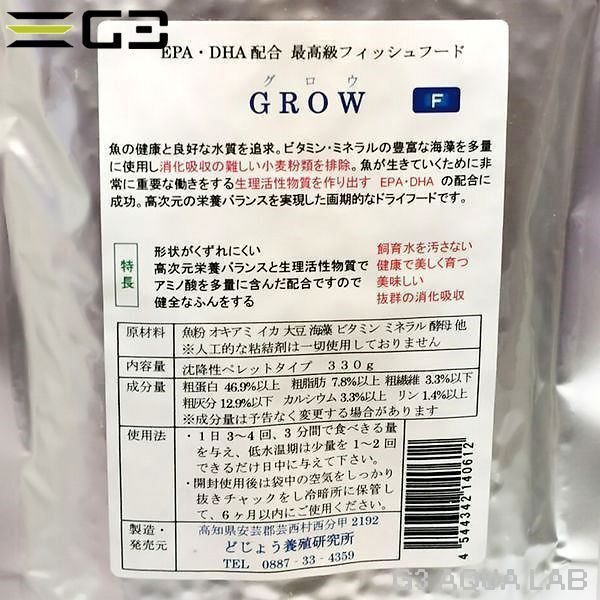 G3
EPA・DHA配合 最高級フィッシュフード
グロウ
GROW F
魚の健康と良好な水質を追求。ビタミン・ミネラルの豊富な海藻を多量
に使用し消化吸収の難しい小麦粉類を排除。魚が生きていくために非
常に重要な働きをする生理活性物質を作り出す EPA・DHA の配合に
成功。高次元の栄養バランスを実現した画期的なドライフードです。
特長
形状がくずれにくい
高次元栄養バランスと生理活性物質で
アミノ酸を多量に含んだ配合ですので
健全なふんをする
飼育水を汚さない
健康で美しく育つ
美味しい
抜群の消化吸収
原材料 魚粉 オキアミ イカ 大豆 海藻 ビタミン ミネラル 酵母 他
※人工的な粘結剤は一切使用しておりません
内容量 沈降性ペレットタイプ 330g
成分量 粗蛋白 46.9%以上 粗脂肪 7.8%以上 粗繊維 3.3%以下
粗灰分 12.9%以下 カルシウム 3.3%以上 リン 1.4%以上
※成分量は予告なく変更する場合があります
使用法 ・1日3~4回、3分間で食べきる量
を与え、低水温期は少量を1~2回
できるだけ日中に与えて下さい。
・開封使用後は袋中の空気をしっかり
抜きチャックをし冷暗所に保管し
て、6ヶ月以内にご使用ください。
製造・
発売元
高知県安芸郡芸西村西分甲2192
どじょう養殖研究所
TEL 0887-33-4359
4544342140612
G3 AQUA LAB